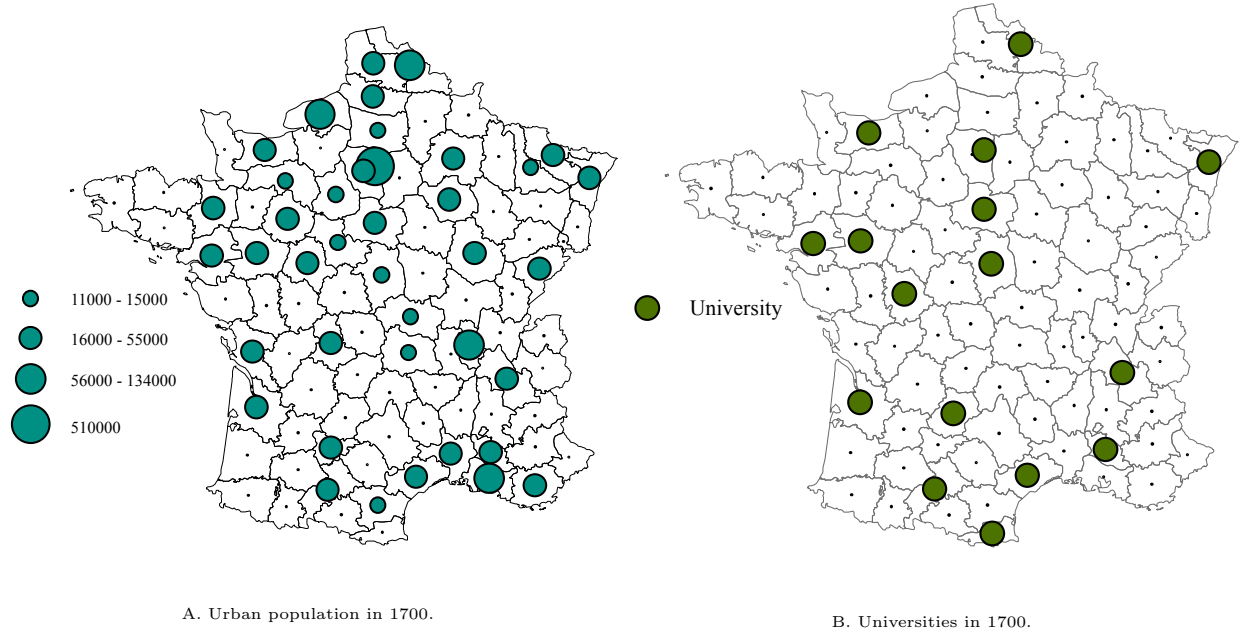 11000 - 15000
16000 - 55000
56000 - 134000
510000
University
A. Urban population in 1700.
B. Universities in 1700.